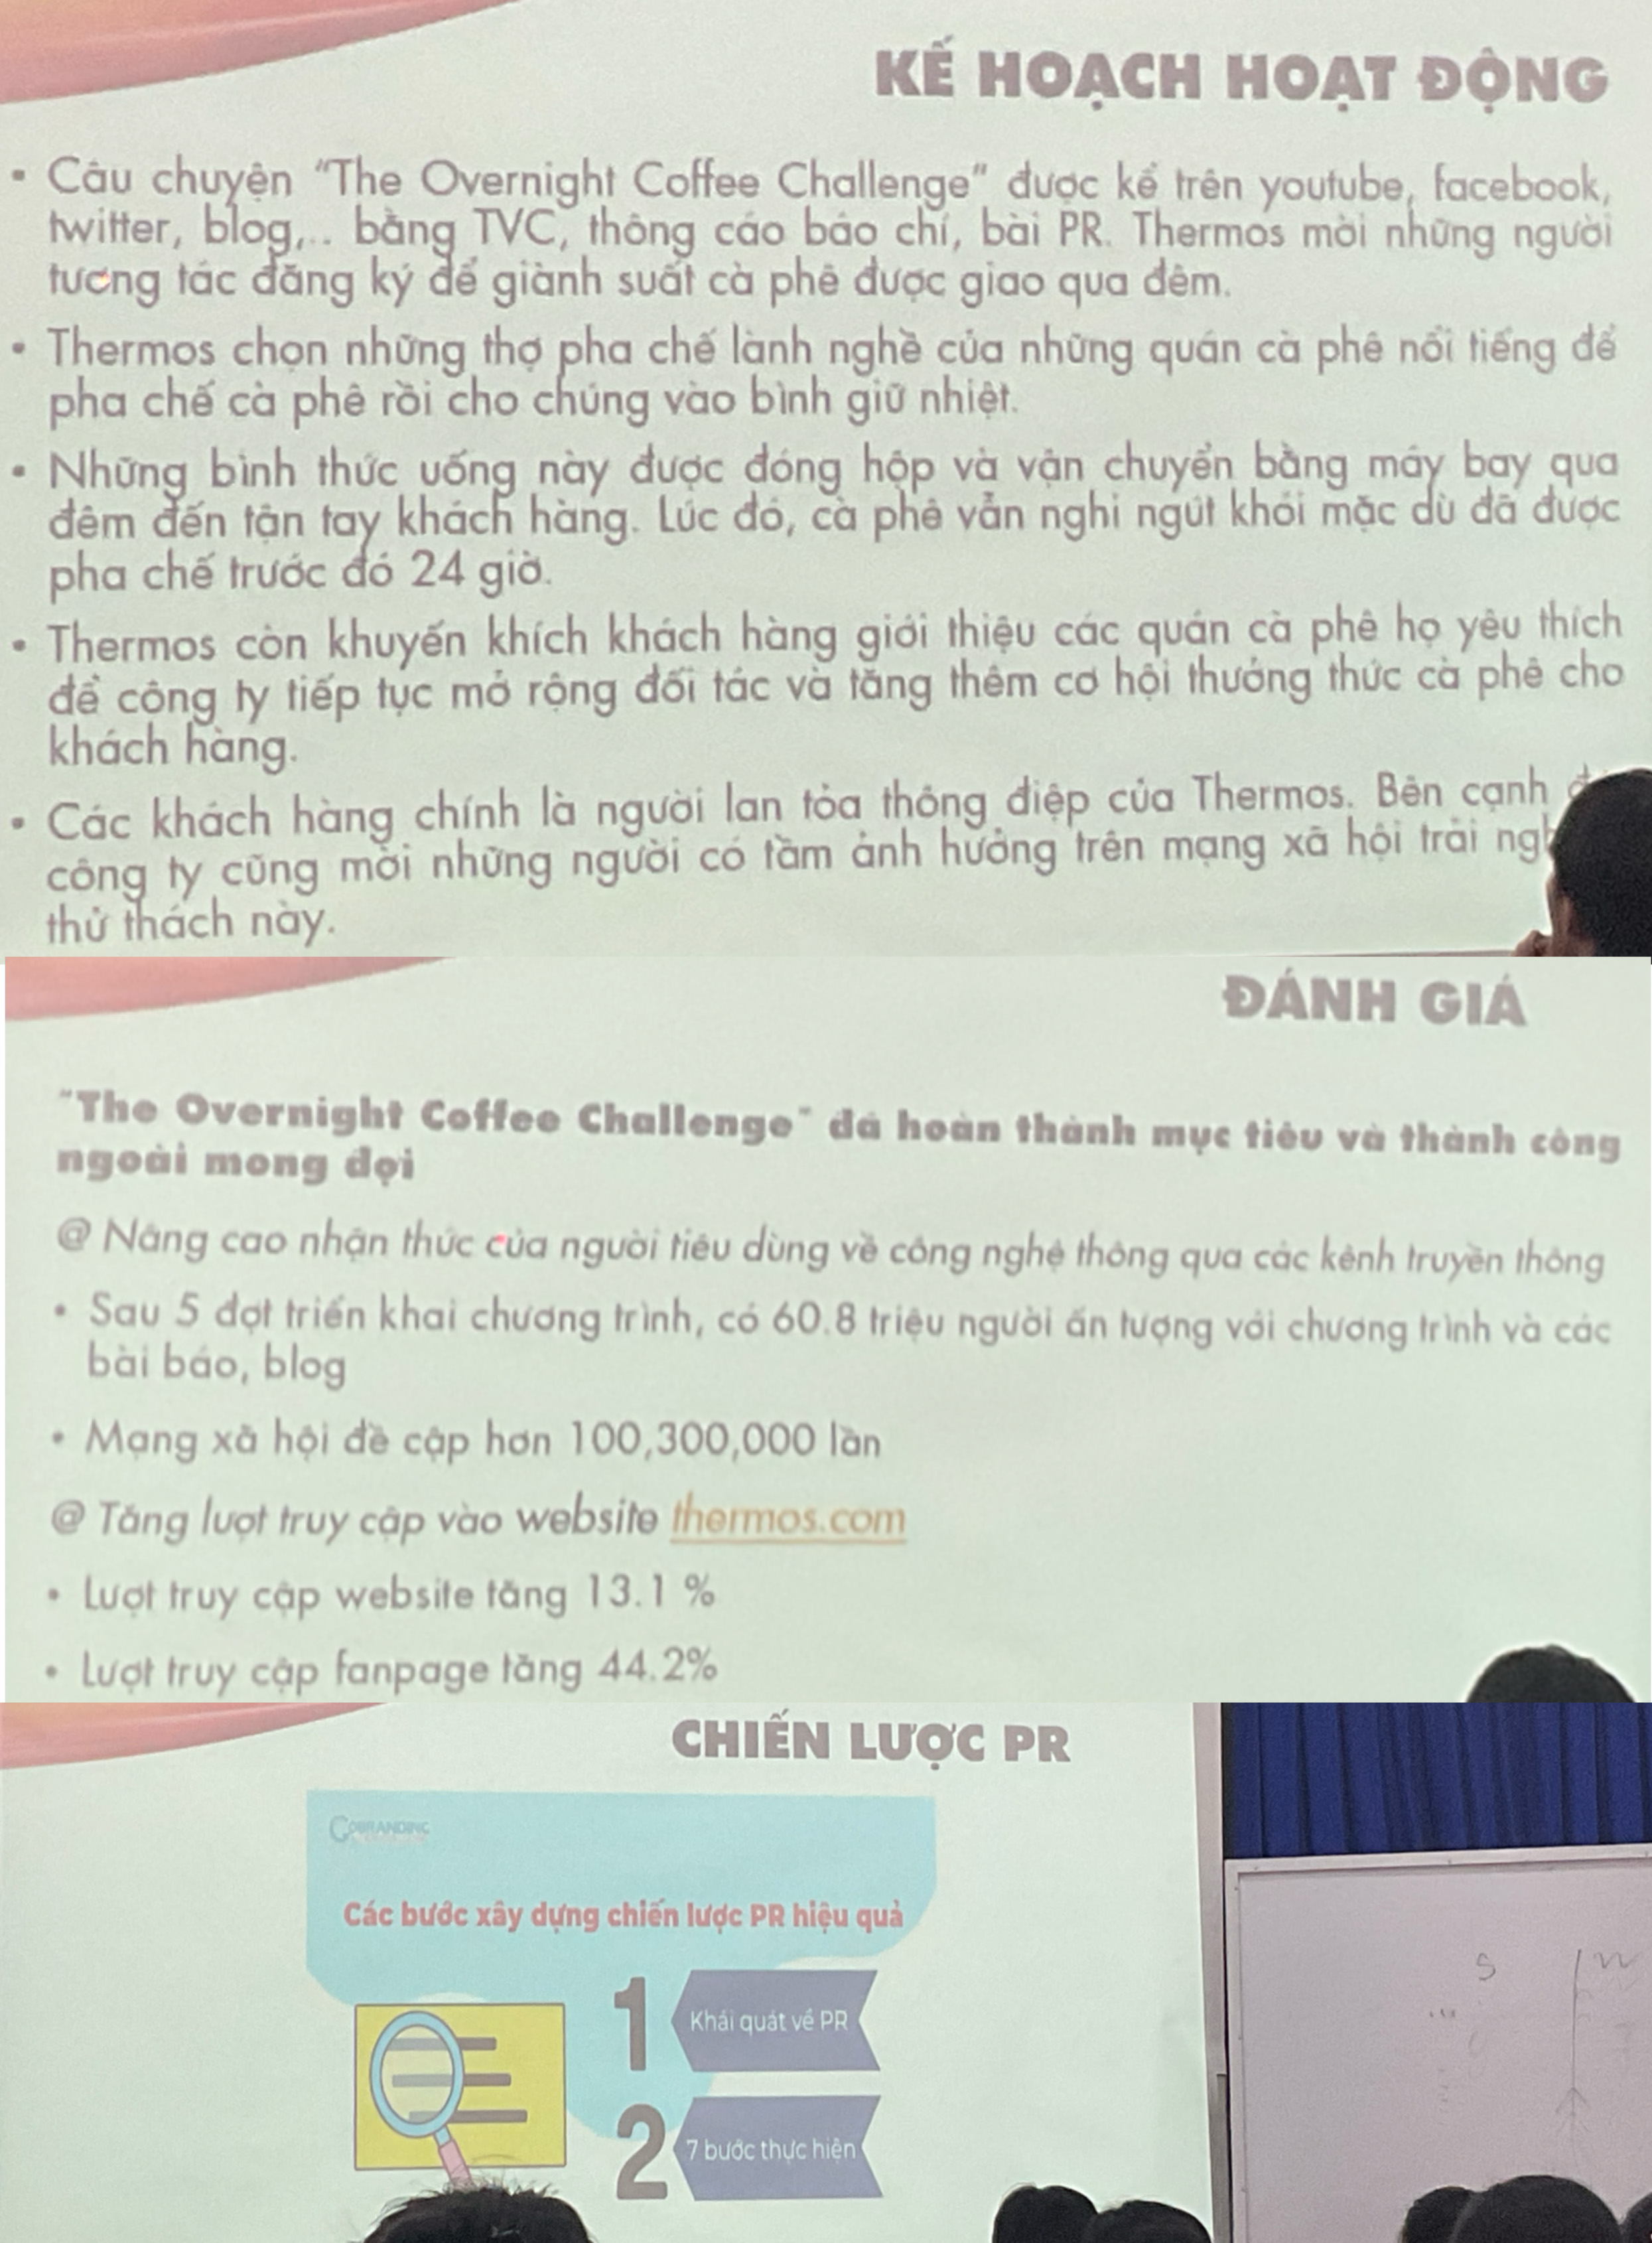 KẾ HOẠCH HOẠT ĐỘNG
• Câu chuyện “The Overnight Coffee Challenge” được kể trên youtube, facebook,
twitter, blog,.. bằng TVC, thông cáo báo chí, bài PR. Thermos mời những người
tương tác đăng ký để giành suất cà phê được giao qua đêm.
• Thermos chọn những thợ pha chế lành nghề của những quán cà phê nổi tiếng để
pha chế cà phê rồi cho chúng vào bình giữ nhiệt.
• Những bình thức uống này được đóng hộp và vận chuyển bằng máy bay qua
đêm đến tận tay khách hàng. Lúc đó, cà phê vẫn nghi ngút khói mặc dù đã được
pha chế trước đó 24 giờ.
• Thermos còn khuyến khích khách hàng giới thiệu các quán cà phê họ yêu thích
để công ty tiếp tục mở rộng đối tác và tăng thêm cơ hội thưởng thức cà phê cho
khách hàng.
• Các khách hàng chính là người lan tỏa thông điệp của Thermos. Bên cạnh
công ty cũng mời những người có tầm ảnh hưởng trên mạng xã hội trải
thử thách này.
ĐÁNH GIÁ
“The Overnight Coffee Challenge” đã hoàn thành mục tiêu và thành công
ngoài mong đợi
@ Nâng cao nhận thức của người tiêu dùng về công nghệ thông qua các kênh truyền thông
• Sau 5 đợt triển khai chương trình, có 60.8 triệu người ấn tượng với chương trình và các
bài báo, blog
• Mạng xã hội đề cập hơn 100,300,000 lần
@ Tăng lượt truy cập vào website thermos.com
• Lượt truy cập website tăng 13.1 %
• Lượt truy cập fanpage tăng 44.2%
CHIẾN LƯỢC PR
GOBRANDING
Các bước xây dựng chiến lược PR hiệu quả
1 Khái quát về PR
2 7 bước thực hiện
S W